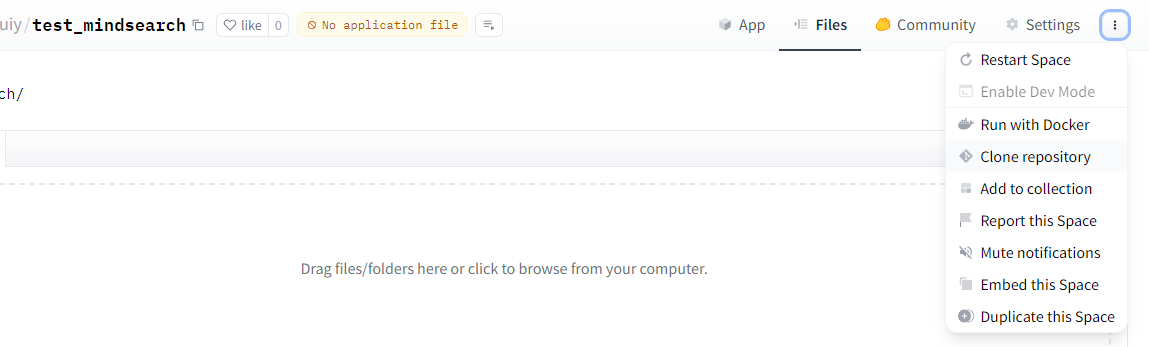 uiy/test_mindsearch like 0 No application file App Files Community Settings
Restart Space
ch/
Enable Dev Mode
Run with Docker
Clone repository
Add to collection
Report this Space
Mute notifications
Drag files/folders here or click to browse from your computer.
Embed this Space
Duplicate this Space